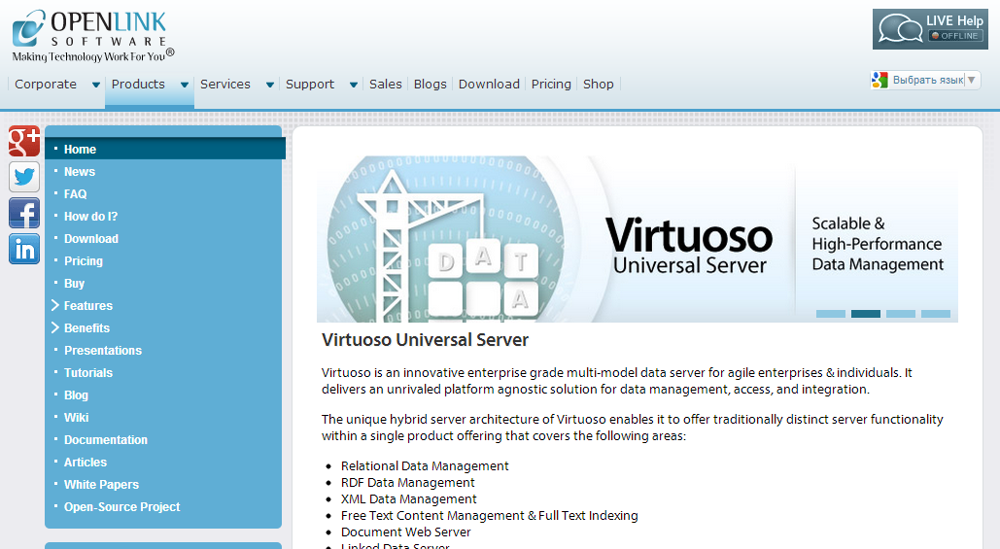 OPENLINK
SOFTWARE
Making Technology Work For You®
LIVE Help
OFFLINE
Corporate Products Services Support Sales Blogs Download Pricing Shop
Выбрать язык
Home
News
FAQ
How do I?
Download
Pricing
Buy
Features
Benefits
Presentations
Tutorials
Blog
Wiki
Documentation
Articles
White Papers
Open-Source Project
DATA
A
Virtuoso
Universal Server
Scalable &
High-Performance
Data Management
Virtuoso Universal Server
Virtuoso is an innovative enterprise grade multi-model data server for agile enterprises & individuals. It
delivers an unrivaled platform agnostic solution for data management, access, and integration.
The unique hybrid server architecture of Virtuoso enables it to offer traditionally distinct server functionality
within a single product offering that covers the following areas:
Relational Data Management
RDF Data Management
XML Data Management
Free Text Content Management & Full Text Indexing
Document Web Server
Linked Data Server